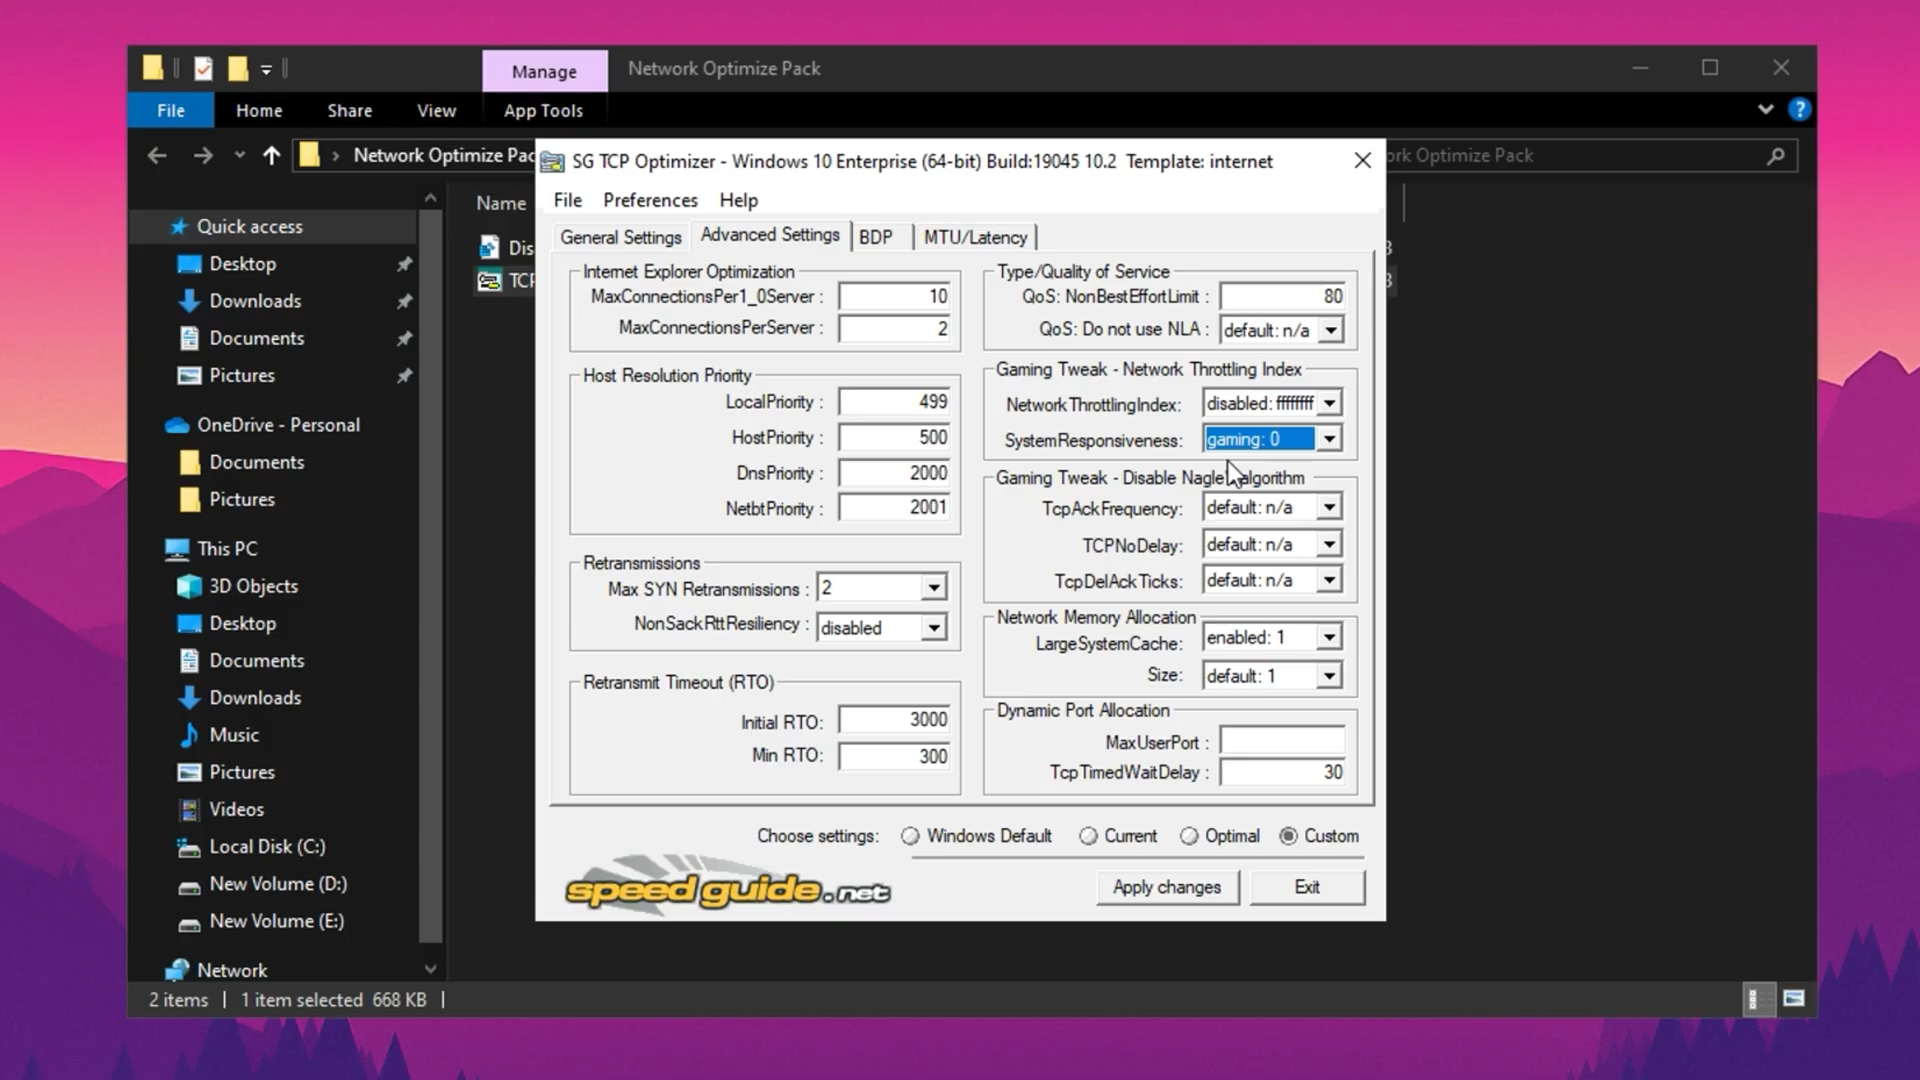 Manage
Network Optimize Pack
File
Home
Share
View
App Tools
Network Optimize Pac
rk Optimize Pack
Quick access
Desktop
Downloads
Documents
Pictures
OneDrive - Personal
Documents
Pictures
This PC
3D Objects
Desktop
Documents
Downloads
Music
Pictures
Videos
Local Disk (C:)
New Volume (D:)
New Volume (E:)
Network
2 items
1 item selected 668 KB
Name
Dis
TCP
SG TCP Optimizer - Windows 10 Enterprise (64-bit) Build:19045 10.2 Template: internet
File
Preferences
Help
General Settings
Advanced Settings
BDP
MTU/Latency
Internet Explorer Optimization
MaxConnectionsPer1_0Server : 10
MaxConnectionsPerServer : 2
Host Resolution Priority
LocalPriority : 499
HostPriority : 500
DnsPriority : 2000
NetbtPriority : 2001
Retransmissions
Max SYN Retransmissions : 2
NonSackRttResiliency : disabled
Retransmit Timeout (RTO)
Initial RTO: 3000
Min RTO: 300
Type/Quality of Service
QoS: NonBestEffortLimit : 80
QoS: Do not use NLA : default: n/a
Gaming Tweak - Network Throttling Index
NetworkThrottlingIndex: disabled: ffffffff
SystemResponsiveness: gaming: 0
Gaming Tweak - Disable Nagle algorithm
TcpAckFrequency: default: n/a
TCPNoDelay: default: n/a
TcpDelAckTicks: default: n/a
Network Memory Allocation
LargeSystemCache: enabled: 1
Size: default: 1
Dynamic Port Allocation
MaxUserPort :
TcpTimedWaitDelay : 30
Choose settings:
Windows Default
Current
Optimal
Custom
speed guide.net
Apply changes
Exit